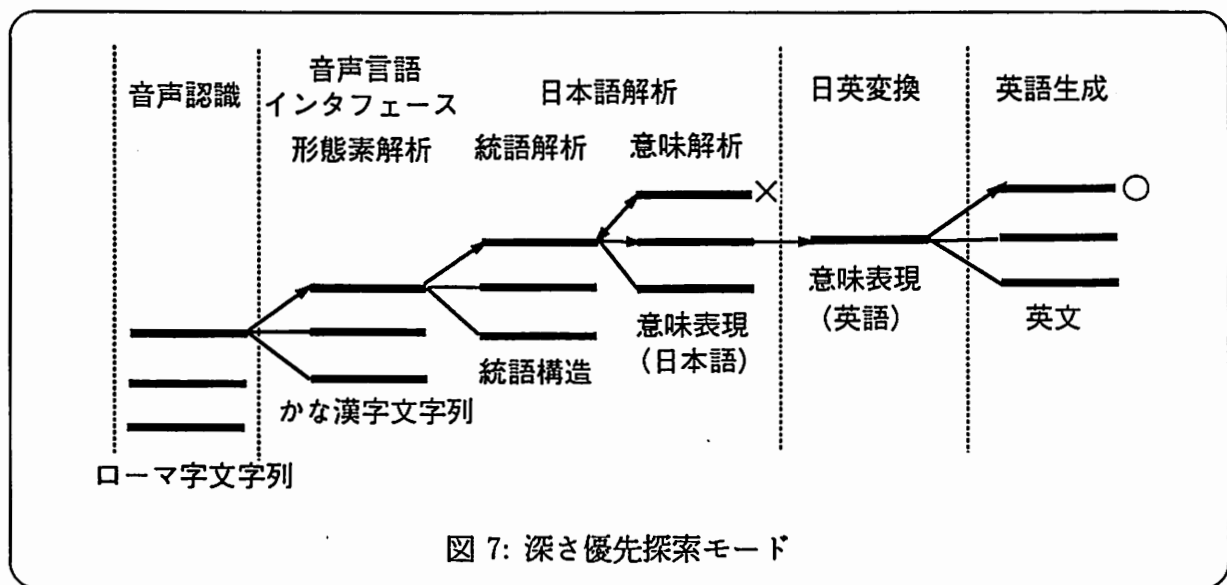 音声認識
音声言語
インタフェース
形態素解析
日本語解析
統語解析
意味解析
日英変換
英語生成
×
○
ローマ字文字列
かな漢字文字列
統語構造
意味表現
(日本語)
意味表現
(英語)
英文
図 7: 深さ優先探索モード